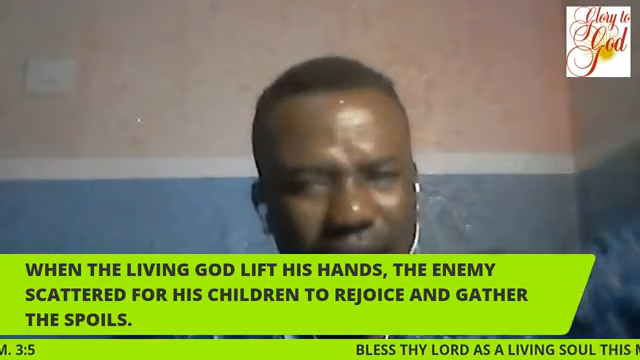 Glory to
God
WHEN THE LIVING GOD LIFT HIS HANDS, THE ENEMY
SCATTERED FOR HIS CHILDREN TO REJOICE AND GATHER
THE SPOILS.
M. 3:5
BLESS THY LORD AS A LIVING SOUL THIS M